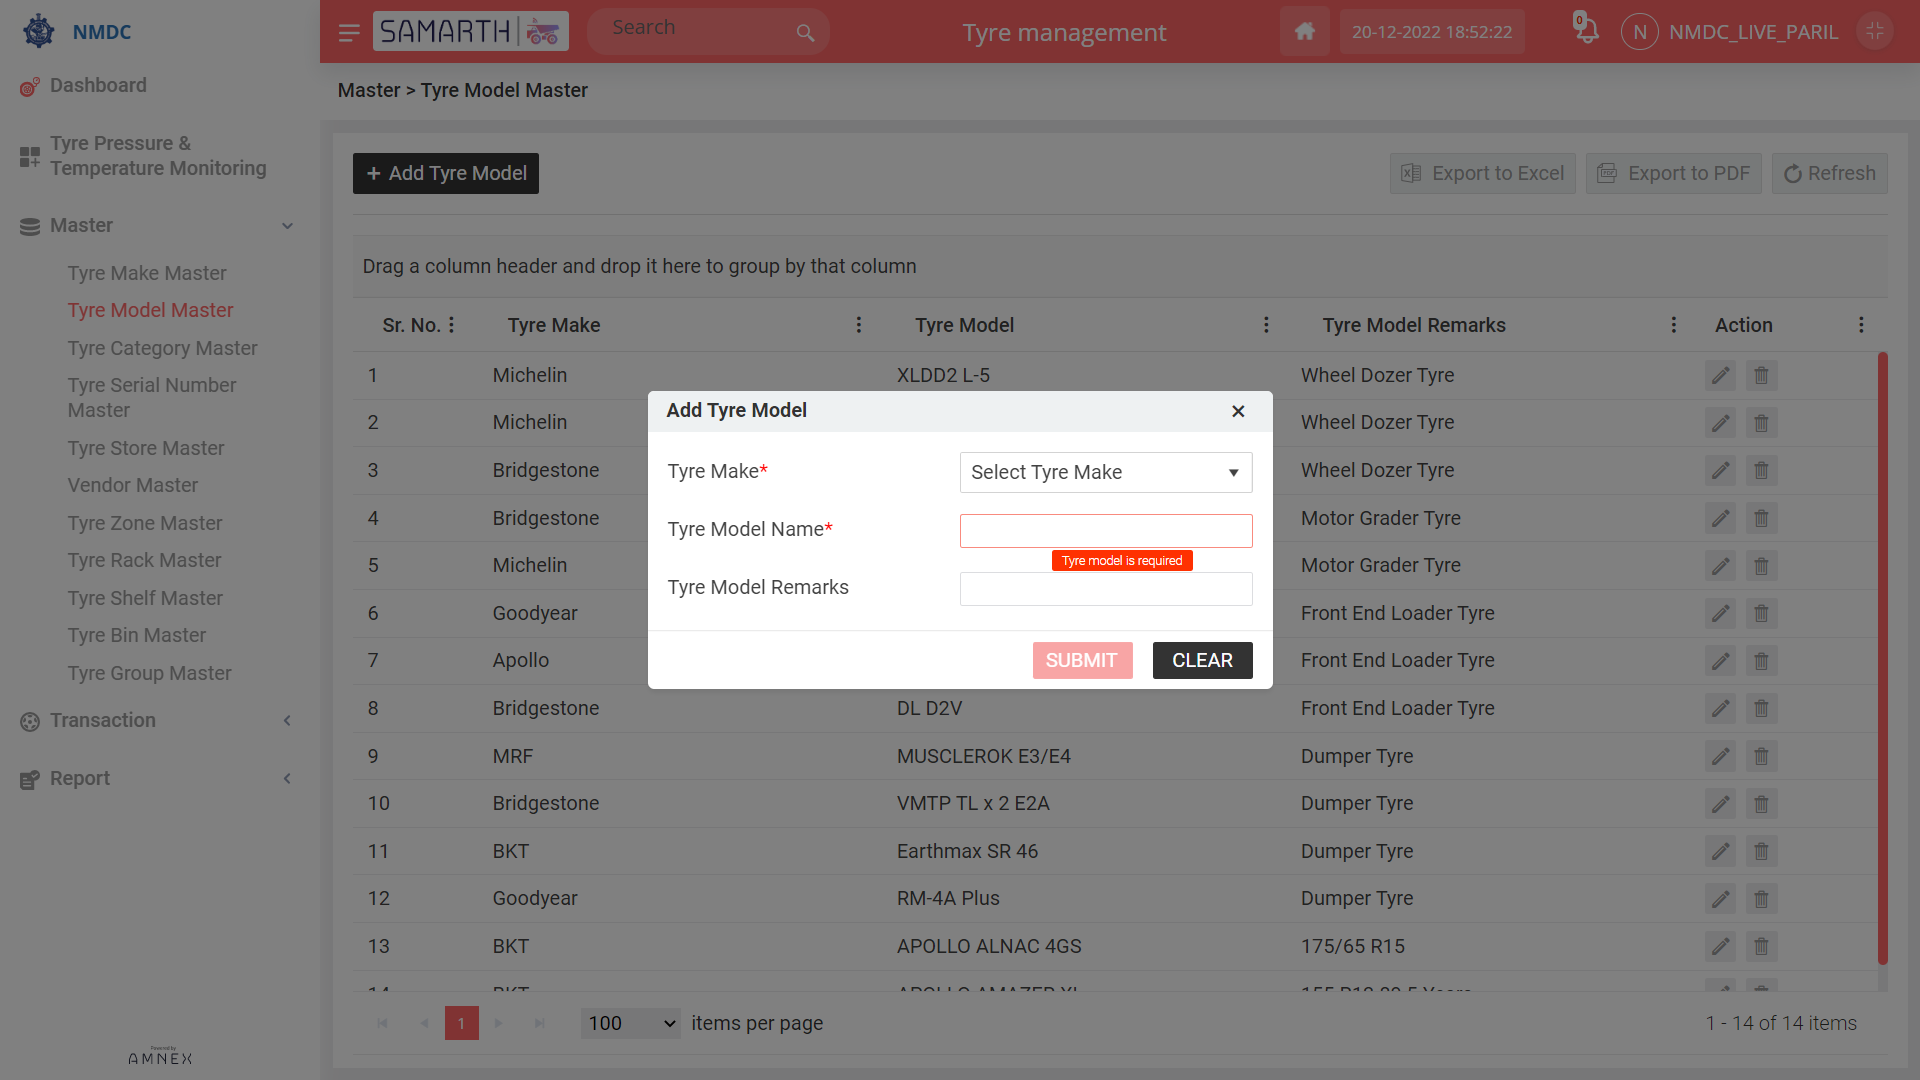 NMDC
SAMARTH
Search
Tyre management
20-12-2022 18:52:22
0
N
NMDC_LIVE_PARIL
Dashboard
Tyre Pressure &
Temperature Monitoring
Master
Tyre Make Master
Tyre Model Master
Tyre Category Master
Tyre Serial Number
Master
Tyre Store Master
Vendor Master
Tyre Zone Master
Tyre Rack Master
Tyre Shelf Master
Tyre Bin Master
Tyre Group Master
Transaction
Report
Powered by
AMNEX
Master > Tyre Model Master
+ Add Tyre Model
Export to Excel
Export to PDF
Refresh
Drag a column header and drop it here to group by that column
Sr. No. Tyre Make Tyre Model Tyre Model Remarks Action
1 Michelin XLDD2 L-5 Wheel Dozer Tyre
2 Michelin Wheel Dozer Tyre
3 Bridgestone Wheel Dozer Tyre
4 Bridgestone Motor Grader Tyre
5 Michelin Motor Grader Tyre
6 Goodyear Front End Loader Tyre
7 Apollo Front End Loader Tyre
8 Bridgestone DL D2V Front End Loader Tyre
9 MRF MUSCLEROK E3/E4 Dumper Tyre
10 Bridgestone VMTP TL x 2 E2A Dumper Tyre
11 BKT Earthmax SR 46 Dumper Tyre
12 Goodyear RM-4A Plus Dumper Tyre
13 BKT APOLLO ALNAC 4GS 175/65 R15
14 BKT APOLLO AMAZER XL
Add Tyre Model
Tyre Make*
Select Tyre Make
Tyre Model Name*
Tyre model is required
Tyre Model Remarks
SUBMIT
CLEAR
1
100
items per page
1 - 14 of 14 items